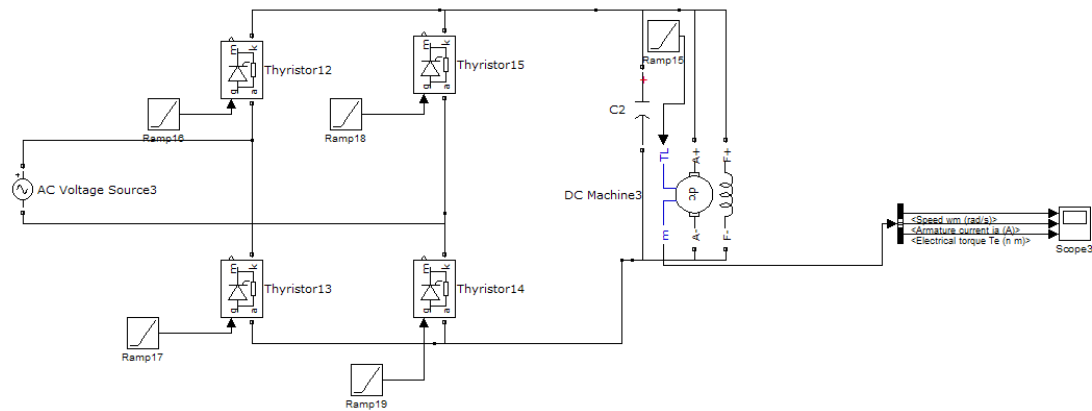 m
k
Thyristor12
g
a
m
k
Thyristor15
g
a
Ramp15
Ramp16
Ramp18
+
C2
+
AC Voltage Source3
TL
A+
F+
DC Machine3
dc
m
A-
F-
<Speed wm (rad/s)>
<Armature current ia (A)>
<Electrical torque Te (n m)>
Scope3
m
k
Thyristor13
g
a
m
k
Thyristor14
g
a
Ramp17
Ramp19